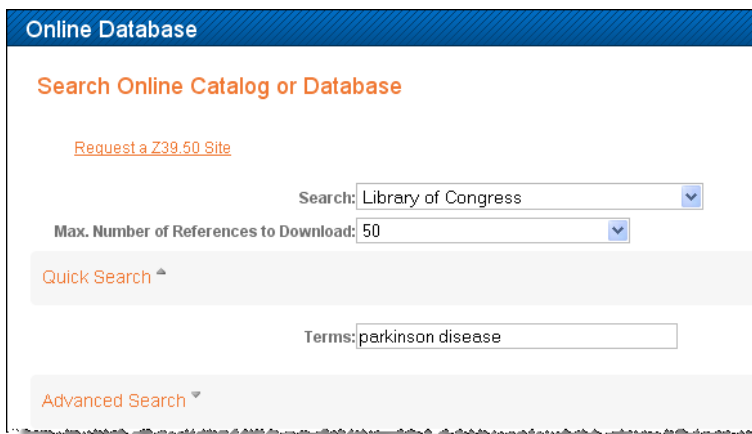 Online Database
Search Online Catalog or Database
Request a Z39.50 Site
Search: Library of Congress
Max. Number of References to Download: 50
Quick Search
Terms: parkinson disease
Advanced Search